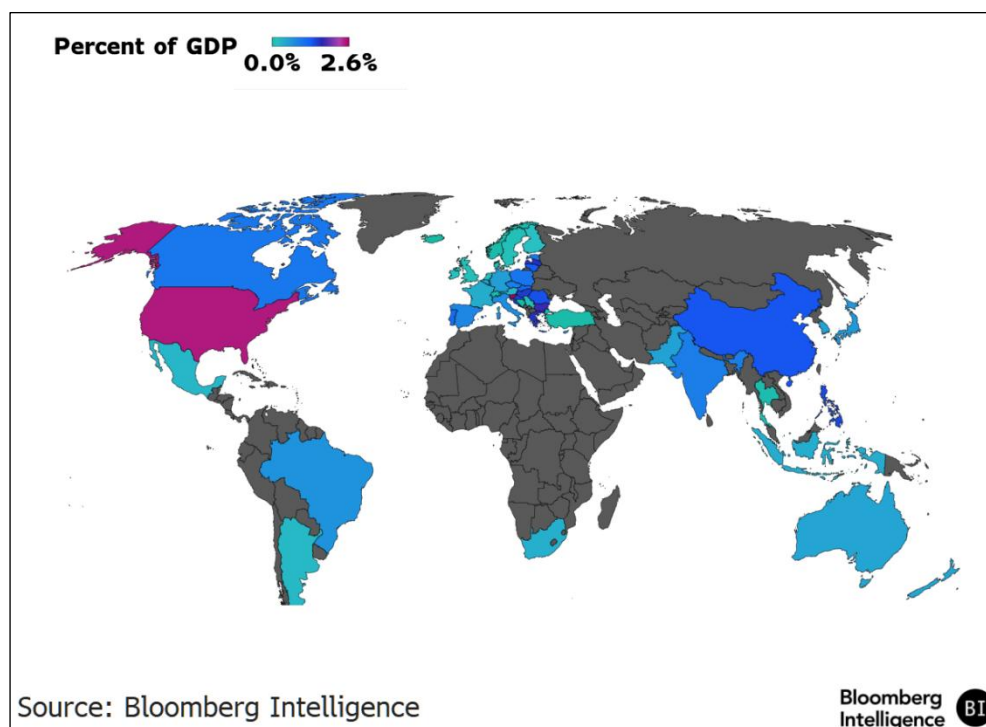 Percent of GDP
0.0% 2.6%
Source: Bloomberg Intelligence
Bloomberg
Intelligence
BI